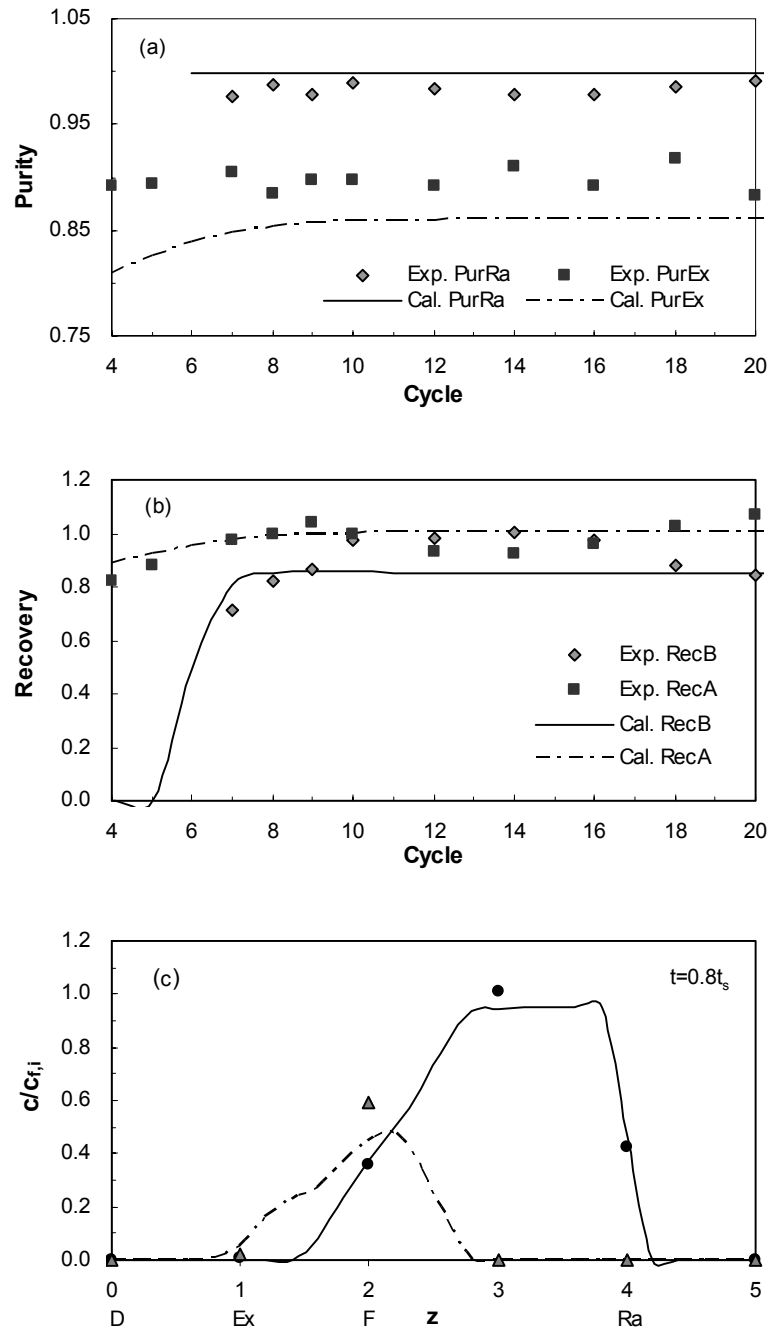 1.05
(a)
0.95
Purity
0.85
Exp. PurRa Exp. PurEx
Cal. PurRa Cal. PurEx
0.75
4 6 8 10 12 14 16 18 20
Cycle
1.2
(b)
1.0
0.8
Recovery
0.6
Exp. RecB
Exp. RecA
0.4
Cal. RecB
0.2
Cal. RecA
0.0
4 6 8 10 12 14 16 18 20
Cycle
1.2
(c) t=0.8ts
1.0
0.8
c/cf,i
0.6
0.4
0.2
0.0
0 1 2 3 4 5
D Ex F z Ra